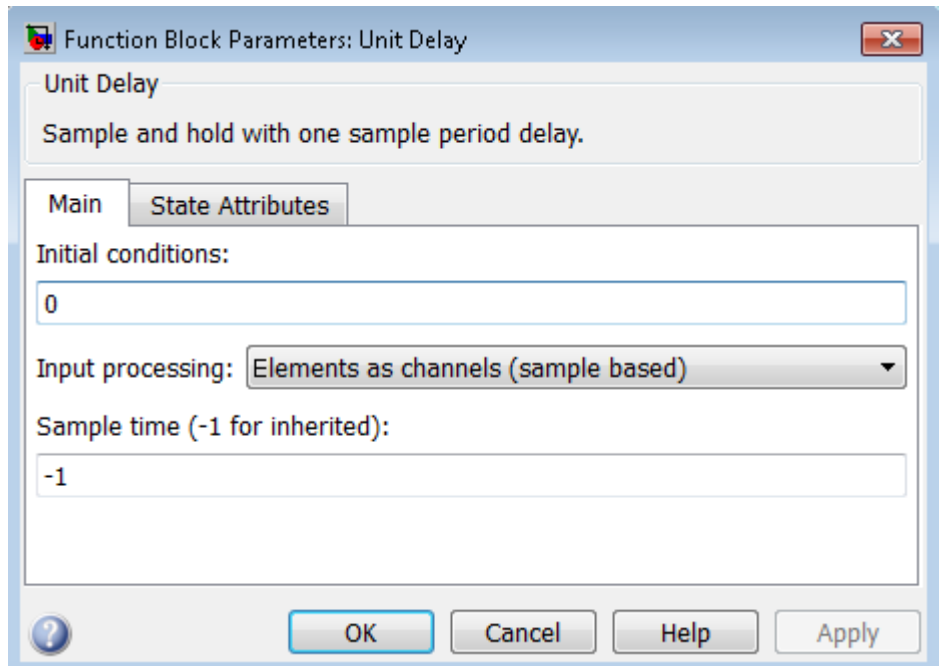 Function Block Parameters: Unit Delay
Unit Delay
Sample and hold with one sample period delay.
Main State Attributes
Initial conditions:
0
Input processing: Elements as channels (sample based)
Sample time (-1 for inherited):
-1
OK Cancel Help Apply